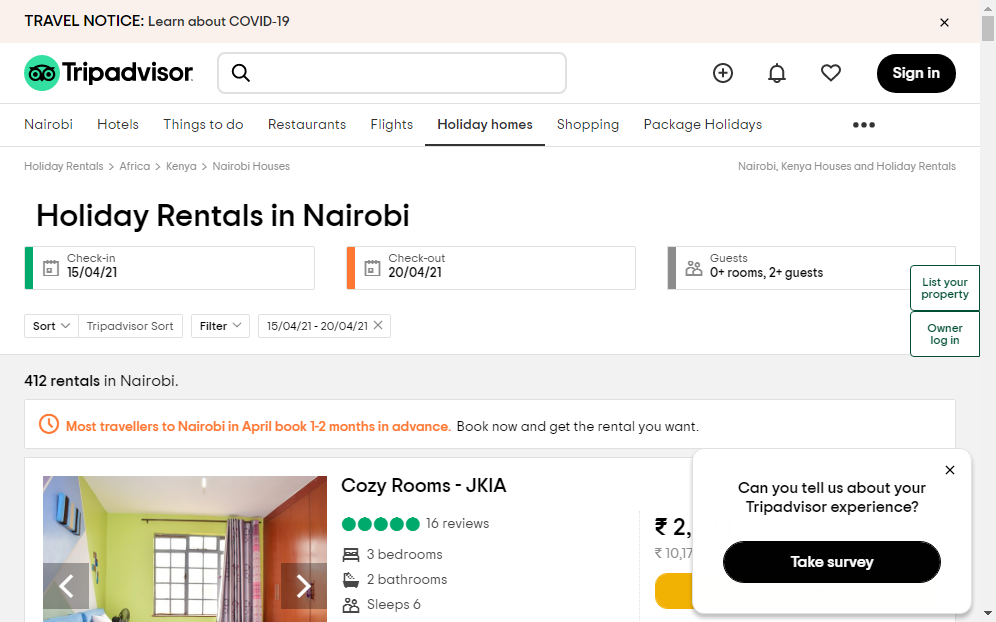 TRAVEL NOTICE: Learn about COVID-19
Tripadvisor
Sign in
Nairobi Hotels Things to do Restaurants Flights Holiday homes Shopping Package Holidays
Holiday Rentals > Africa > Kenya > Nairobi Houses
Nairobi, Kenya Houses and Holiday Rentals
Holiday Rentals in Nairobi
Check-in
15/04/21
Check-out
20/04/21
Guests
0+ rooms, 2+ guests
List your
property
Owner
log in
Sort Tripadvisor Sort Filter 15/04/21 - 20/04/21
412 rentals in Nairobi.
Most travellers to Nairobi in April book 1-2 months in advance. Book now and get the rental you want.
Cozy Rooms - JKIA
16 reviews
3 bedrooms
2 bathrooms
Sleeps 6
₹ 2,
₹ 10,17
Can you tell us about your
Tripadvisor experience?
Take survey